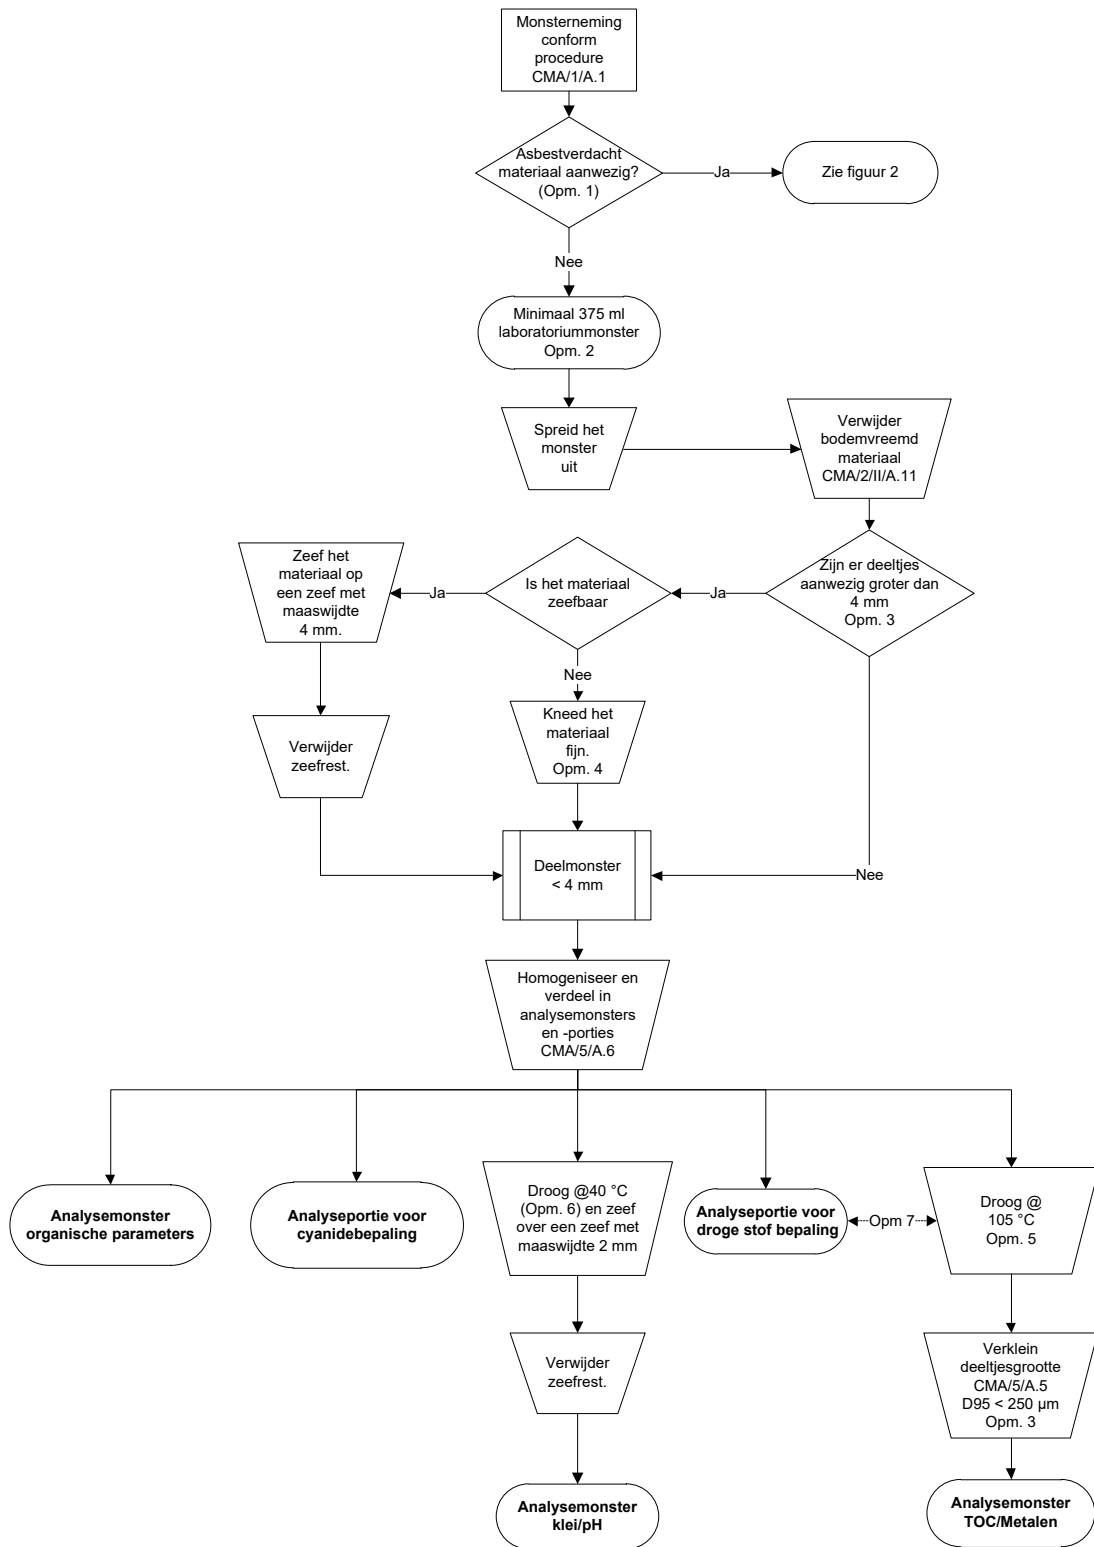 Monsterneming
conform
procedure
CMA/1/A.1
Asbestverdacht
materiaal aanwezig?
(Opm. 1)
Ja
Zie figuur 2
Nee
Minimaal 375 ml
laboratoriummonster
Opm. 2
Spreid het
monster
uit
Verwijder
bodemvreemd
materiaal
CMA/2/II/A.11
Zeef het
materiaal op
een zeef met
maaswijdte
4 mm.
Ja
Is het materiaal
zeefbaar
Ja
Zijn er deeltjes
aanwezig groter dan
4 mm
Opm. 3
Nee
Verwijder
zeefrest.
Kneed het
materiaal
fijn.
Opm. 4
Deelmonster
< 4 mm
Nee
Homogeniseer en
verdeel in
analysemonsters
en -porties
CMA/5/A.6
Analysemonster
organische parameters
Analyseportie voor
cyanidebepaling
Droog @40 °C
(Opm. 6) en zeef
over een zeef met
maaswijdte 2 mm
Analyseportie voor
droge stof bepaling
Opm 7
Droog @
105 °C
Opm. 5
Verwijder
zeefrest.
Verklein
deeltjesgrootte
CMA/5/A.5
D95 < 250 µm
Opm. 3
Analysemonster
klei/pH
Analysemonster
TOC/Metalen